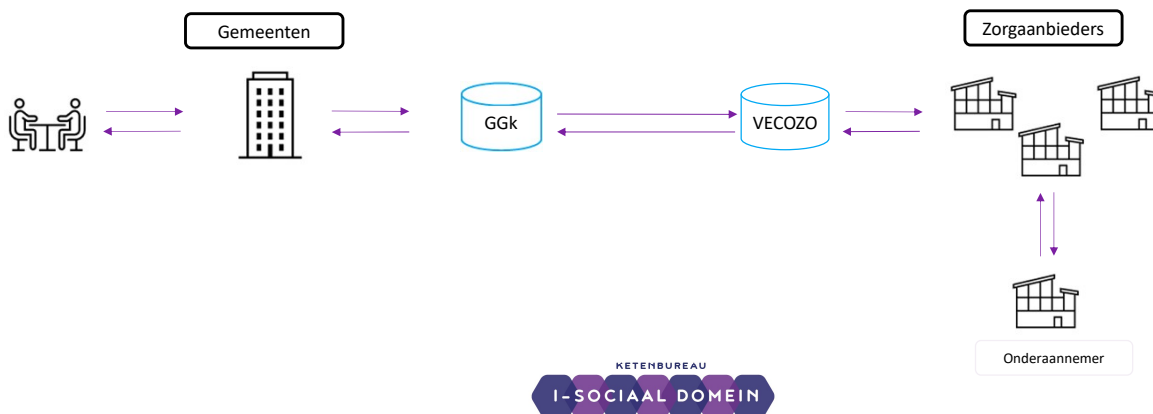 Gemeenten
Zorgaanbieders
GGk
VECOZO
Onderaannemer
KETENBUREAU
I-SOCIAAL DOMEIN